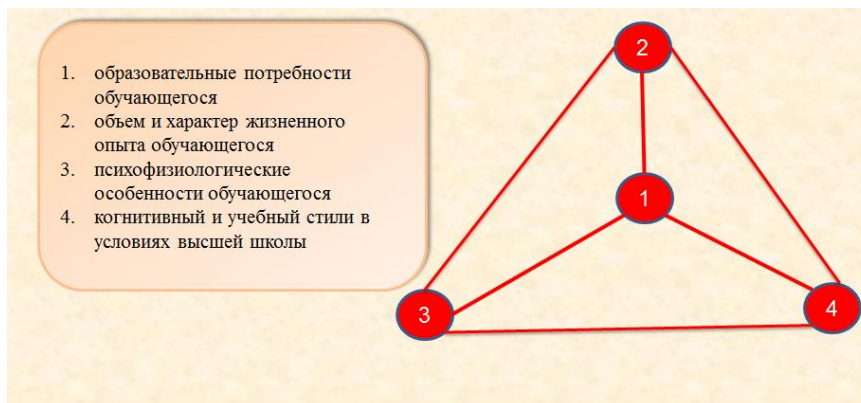 1. образовательные потребности
обучающегося
2. объем и характер жизненного
опыта обучающегося
3. психофизиологические
особенности обучающегося
4. когнитивный и учебный стили в
условиях высшей школы
2
1
3
4